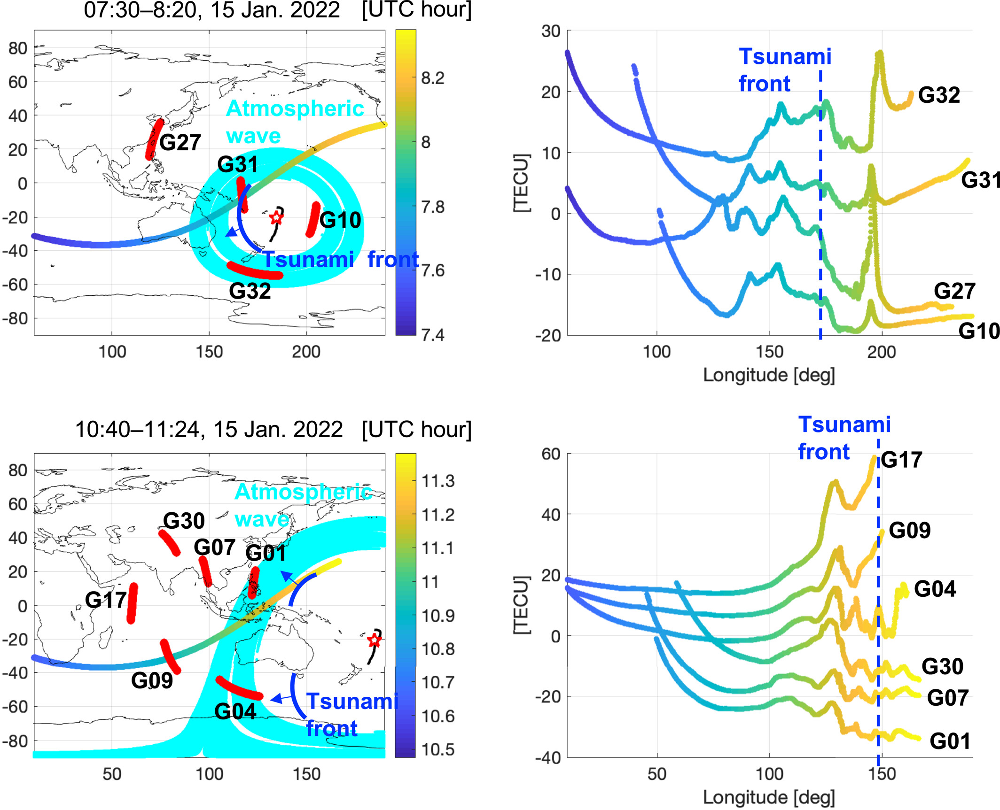 07:30–8:20, 15 Jan. 2022 [UTC hour]
80
60
40
20
0
-20
-40
-60
-80
100
150
200
Atmospheric
wave
G27
G31
G10
Tsunami front
G32
8.2
8
7.8
7.6
7.4
30
20
10
0
-10
-20
[TECU]
Tsunami
front
G32
G31
G27
G10
100
150
200
Longitude [deg]
10:40–11:24, 15 Jan. 2022 [UTC hour]
80
60
40
20
0
-20
-40
-60
-80
50
100
150
Atmospheric
wave
G30
G07
G01
G17
G09
G04
Tsunami
front
11.3
11.2
11.1
11
10.9
10.8
10.7
10.6
10.5
60
40
20
0
-20
-40
[TECU]
Tsunami
front
G17
G09
G04
G30
G07
G01
50
100
150
Longitude [deg]